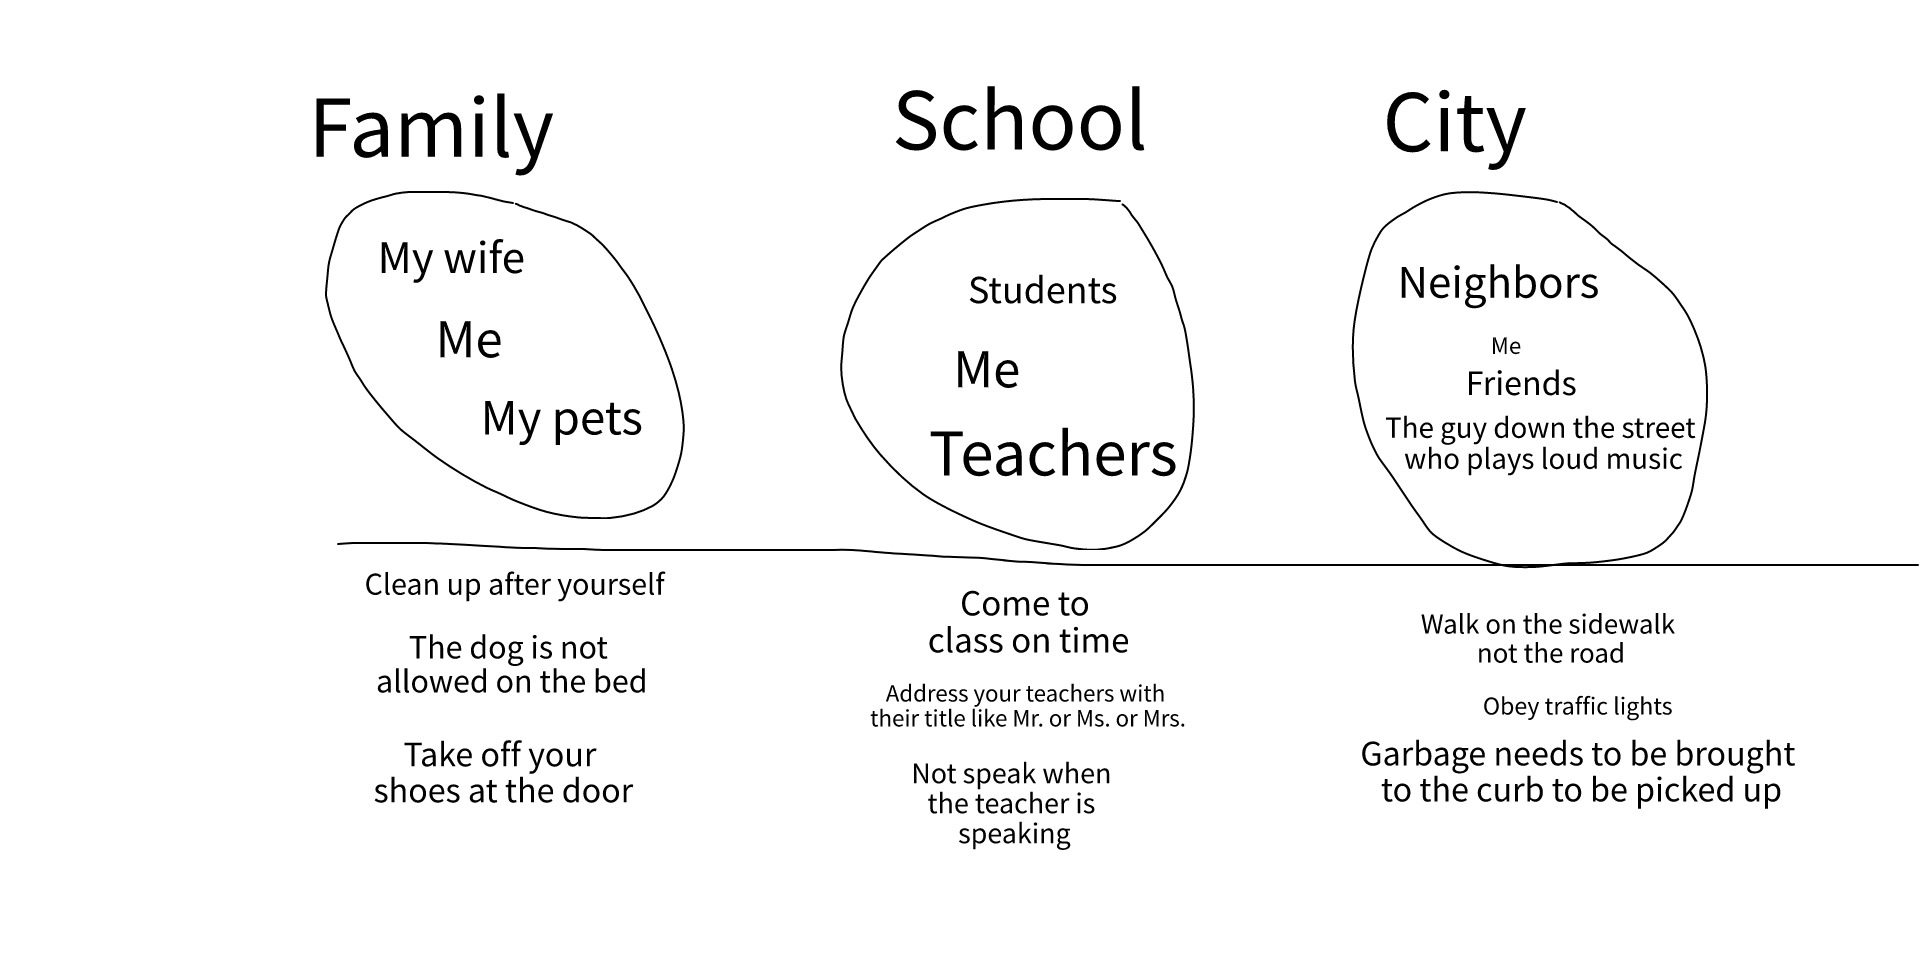 Family
My wife
Me
My pets
Clean up after yourself
The dog is not
allowed on the bed
Take off your
shoes at the door
School
Students
Me
Teachers
Come to
class on time
Address your teachers with
their title like Mr. or Ms. or Mrs.
Not speak when
the teacher is
speaking
City
Neighbors
Me
Friends
The guy down the street
who plays loud music
Walk on the sidewalk
not the road
Obey traffic lights
Garbage needs to be brought
to the curb to be picked up